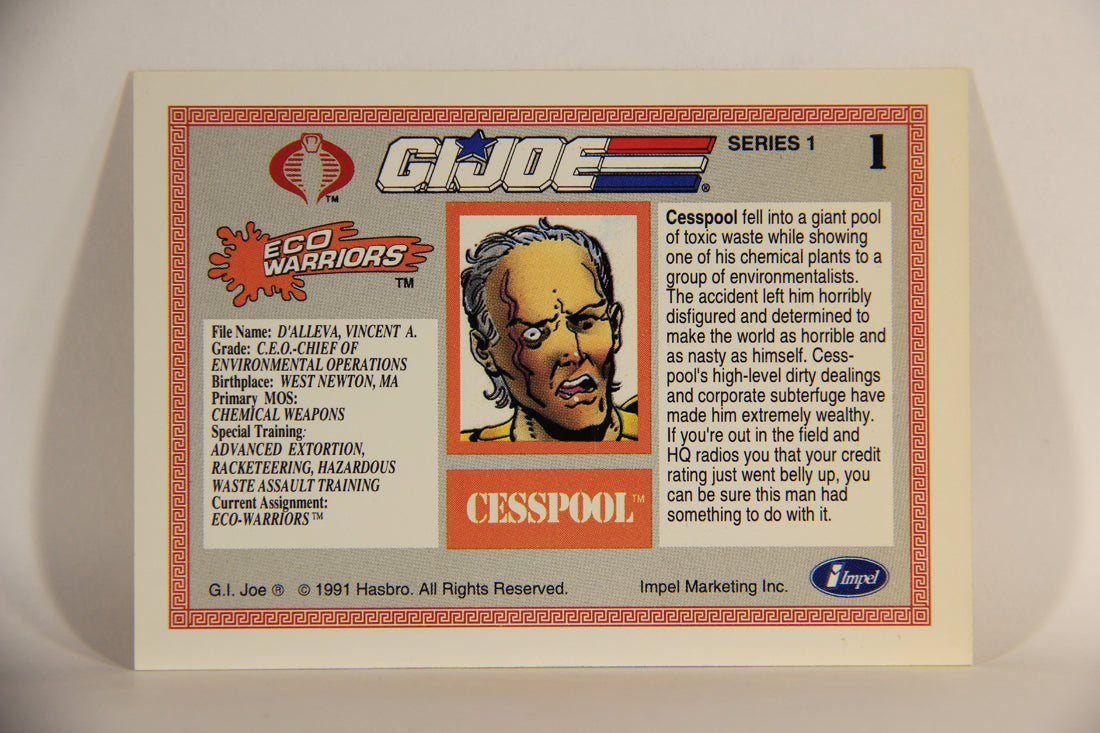 G.I. JOE ®
SERIES 1
1
TM
ECO
WARRIORS
TM
File Name: D'ALLEVA, VINCENT A.
Grade: C.E.O.-CHIEF OF
ENVIRONMENTAL OPERATIONS
Birthplace: WEST NEWTON, MA
Primary MOS:
CHEMICAL WEAPONS
Special Training:
ADVANCED EXTORTION,
RACKETEERING, HAZARDOUS
WASTE ASSAULT TRAINING
Current Assignment:
ECO-WARRIORS™
CESSPOOL™
Cesspool fell into a giant pool
of toxic waste while showing
one of his chemical plants to a
group of environmentalists.
The accident left him horribly
disfigured and determined to
make the world as horrible and
as nasty as himself. Cess-
pool's high-level dirty dealings
and corporate subterfuge have
made him extremely wealthy.
If you're out in the field and
HQ radios you that your credit
rating just went belly up, you
can be sure this man had
something to do with it.
G.I. Joe ® © 1991 Hasbro. All Rights Reserved.
Impel Marketing Inc.
Impel